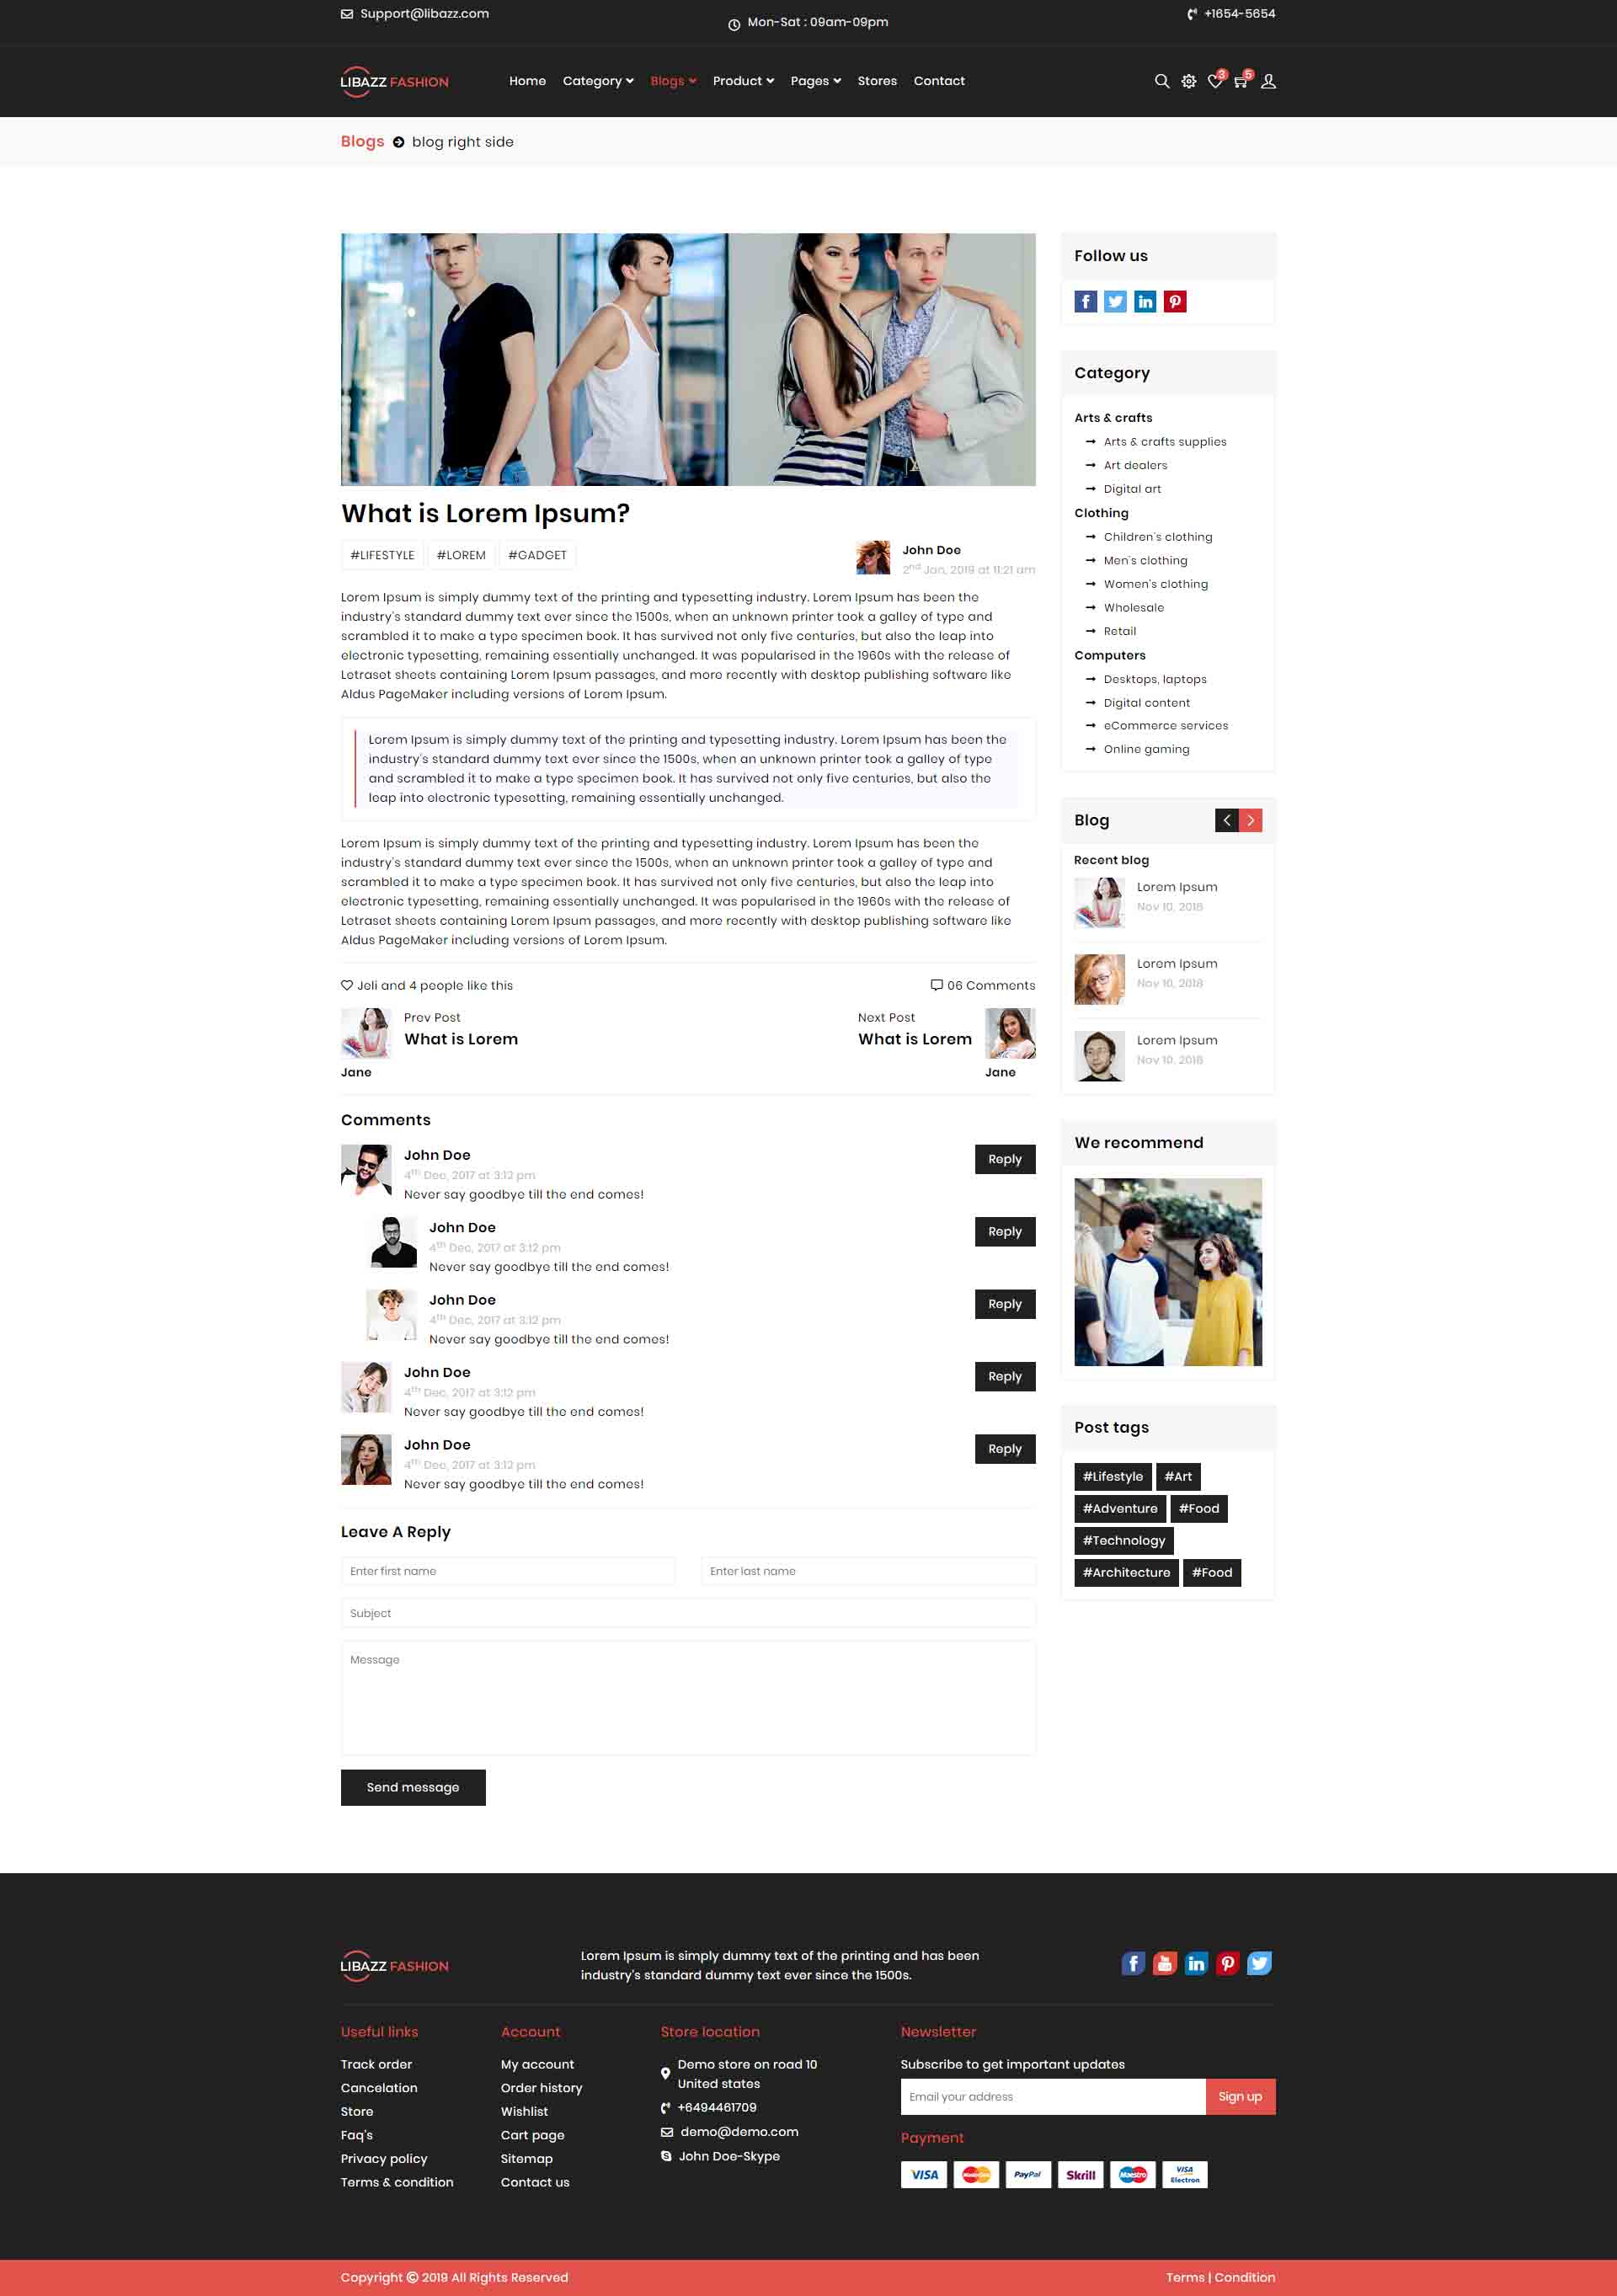 Support@libazz.com
Mon-Sat : 09am-09pm
+1654-5654
LIBAZZ FASHION
Home
Category
Blogs
Product
Pages
Stores
Contact
3
5
Blogs
blog right side
What is Lorem Ipsum?
#LIFESTYLE
#LOREM
#GADGET
John Doe
2nd Jan, 2019 at 11:21 am
Lorem Ipsum is simply dummy text of the printing and typesetting industry. Lorem Ipsum has been the
industry's standard dummy text ever since the 1500s, when an unknown printer took a galley of type and
scrambled it to make a type specimen book. It has survived not only five centuries, but also the leap into
electronic typesetting, remaining essentially unchanged. It was popularised in the 1960s with the release of
Letraset sheets containing Lorem Ipsum passages, and more recently with desktop publishing software like
Aldus PageMaker including versions of Lorem Ipsum.
Lorem Ipsum is simply dummy text of the printing and typesetting industry. Lorem Ipsum has been the
industry's standard dummy text ever since the 1500s, when an unknown printer took a galley of type
and scrambled it to make a type specimen book. It has survived not only five centuries, but also the
leap into electronic typesetting, remaining essentially unchanged.
Lorem Ipsum is simply dummy text of the printing and typesetting industry. Lorem Ipsum has been the
industry's standard dummy text ever since the 1500s, when an unknown printer took a galley of type and
scrambled it to make a type specimen book. It has survived not only five centuries, but also the leap into
electronic typesetting, remaining essentially unchanged. It was popularised in the 1960s with the release of
Letraset sheets containing Lorem Ipsum passages, and more recently with desktop publishing software like
Aldus PageMaker including versions of Lorem Ipsum.
Jeli and 4 people like this
06 Comments
Prev Post
What is Lorem
Jane
Next Post
What is Lorem
Jane
Comments
John Doe
4th Dec, 2017 at 3:12 pm
Never say goodbye till the end comes!
Reply
John Doe
4th Dec, 2017 at 3:12 pm
Never say goodbye till the end comes!
Reply
John Doe
4th Dec, 2017 at 3:12 pm
Never say goodbye till the end comes!
Reply
John Doe
4th Dec, 2017 at 3:12 pm
Never say goodbye till the end comes!
Reply
John Doe
4th Dec, 2017 at 3:12 pm
Never say goodbye till the end comes!
Reply
Leave A Reply
Enter first name
Enter last name
Subject
Message
Send message
Follow us
Category
Arts & crafts
Arts & crafts supplies
Art dealers
Digital art
Clothing
Children's clothing
Men's clothing
Women's clothing
Wholesale
Retail
Computers
Desktops, laptops
Digital content
eCommerce services
Online gaming
Blog
Recent blog
Lorem Ipsum
Nov 10, 2018
Lorem Ipsum
Nov 10, 2018
Lorem Ipsum
Nov 10, 2018
We recommend
Post tags
#Lifestyle
#Art
#Adventure
#Food
#Technology
#Architecture
#Food
LIBAZZ FASHION
Lorem Ipsum is simply dummy text of the printing and has been
industry's standard dummy text ever since the 1500s.
Useful links
Track order
Cancelation
Store
Faq's
Privacy policy
Terms & condition
Account
My account
Order history
Wishlist
Cart page
Sitemap
Contact us
Store location
Demo store on road 10
United states
+6494461709
demo@demo.com
John Doe-Skype
Newsletter
Subscribe to get important updates
Email your address
Sign up
Payment
VISA
MasterCard
PayPal
Skrill
Maestro
VISA
Electron
Copyright © 2019 All Rights Reserved
Terms | Condition